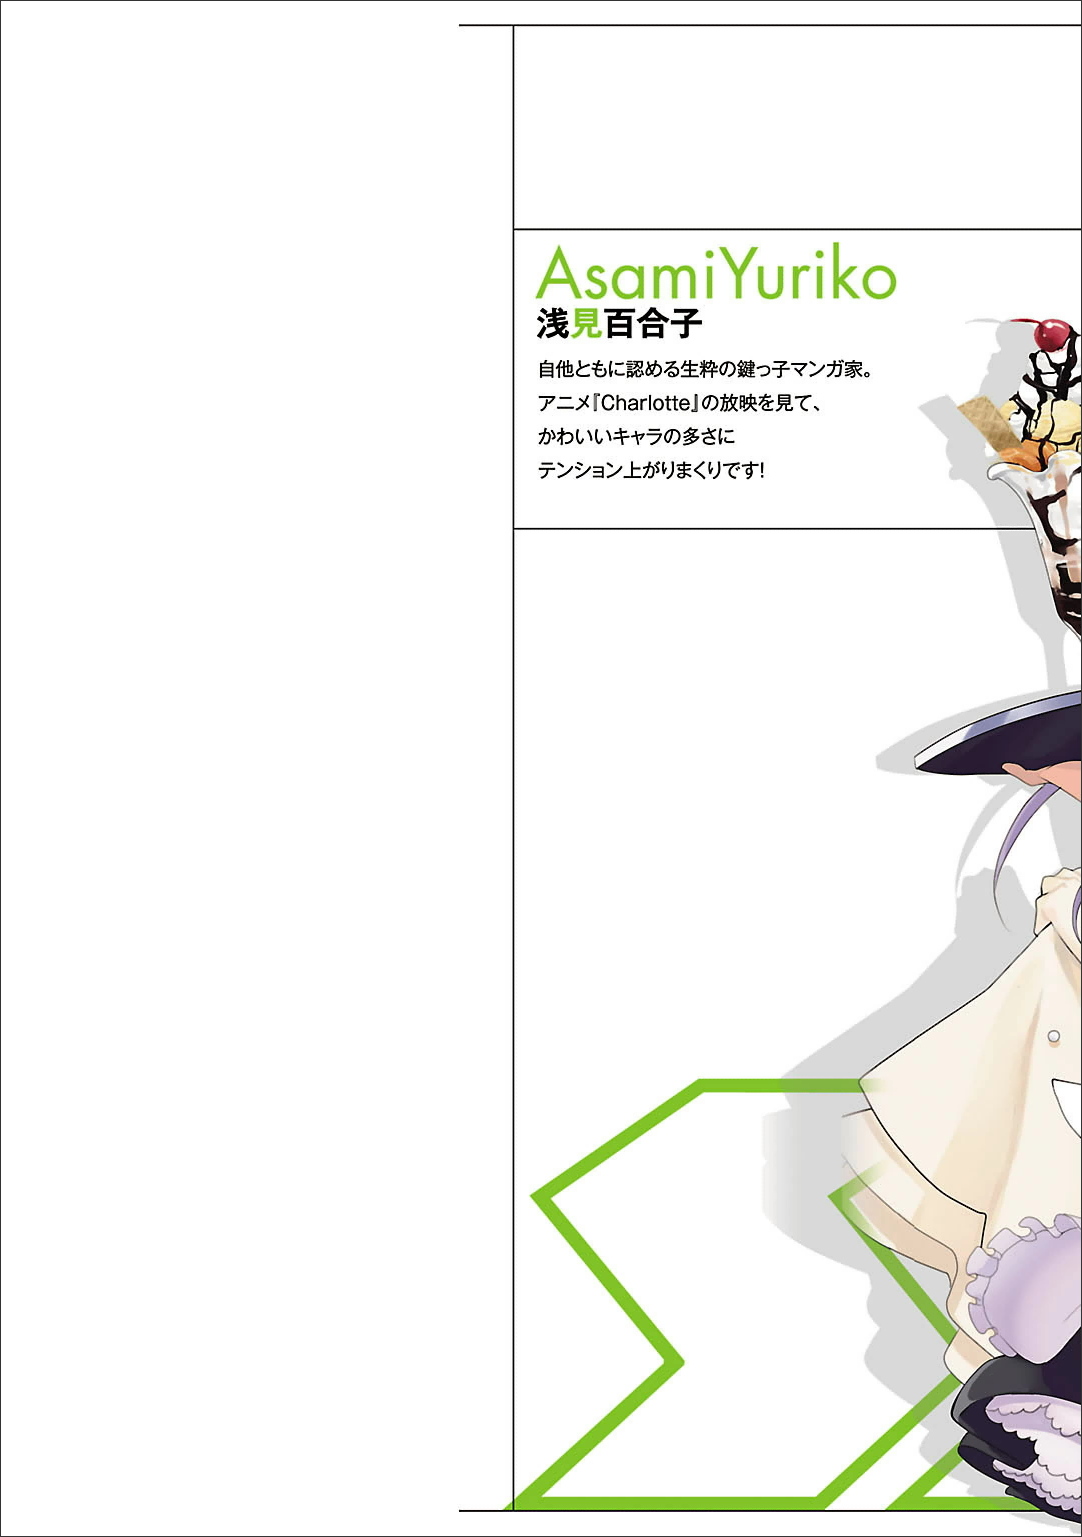 AsamiYuriko
浅見百合子
自他ともに認める生粋の鍵っ子マンガ家。
アニメ『Charlotte』の放映を見て、
かわいいキャラの多さに
テンション上がりまくりです!